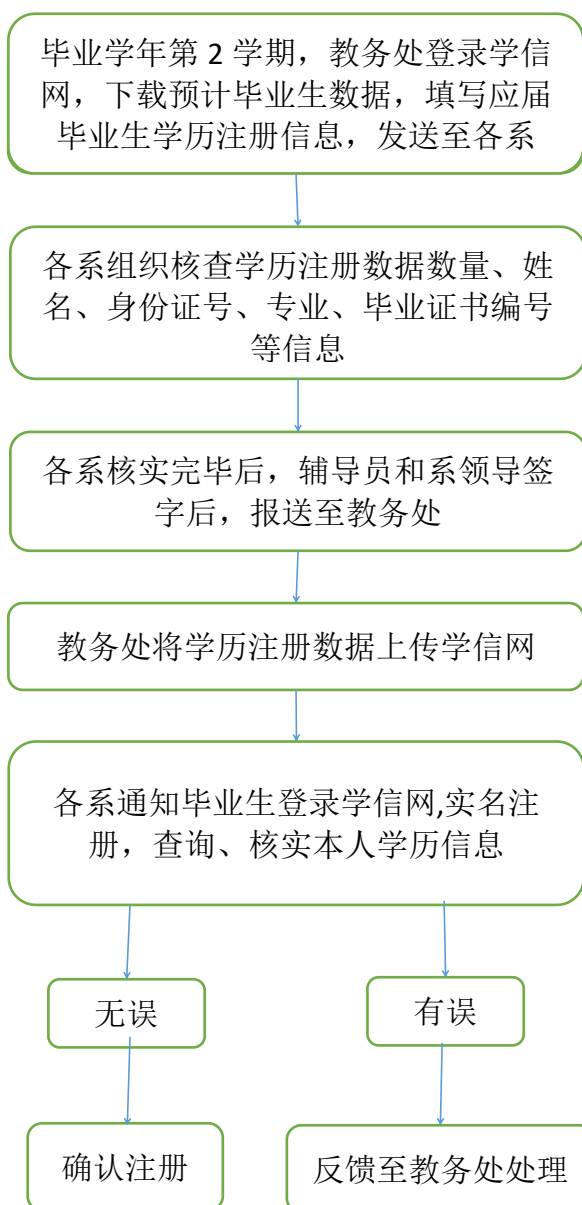 毕业学年第 2 学期，教务处登录学信
网，下载预计毕业生数据，填写应届
毕业生学历注册信息，发送至各系
各系组织核查学历注册数据数量、姓
名、身份证号、专业、毕业证书编号
等信息
各系核实完毕后，辅导员和系领导签
字后，报送至教务处
教务处将学历注册数据上传学信网
各系通知毕业生登录学信网,实名注
册，查询、核实本人学历信息
无误
有误
确认注册
反馈至教务处处理